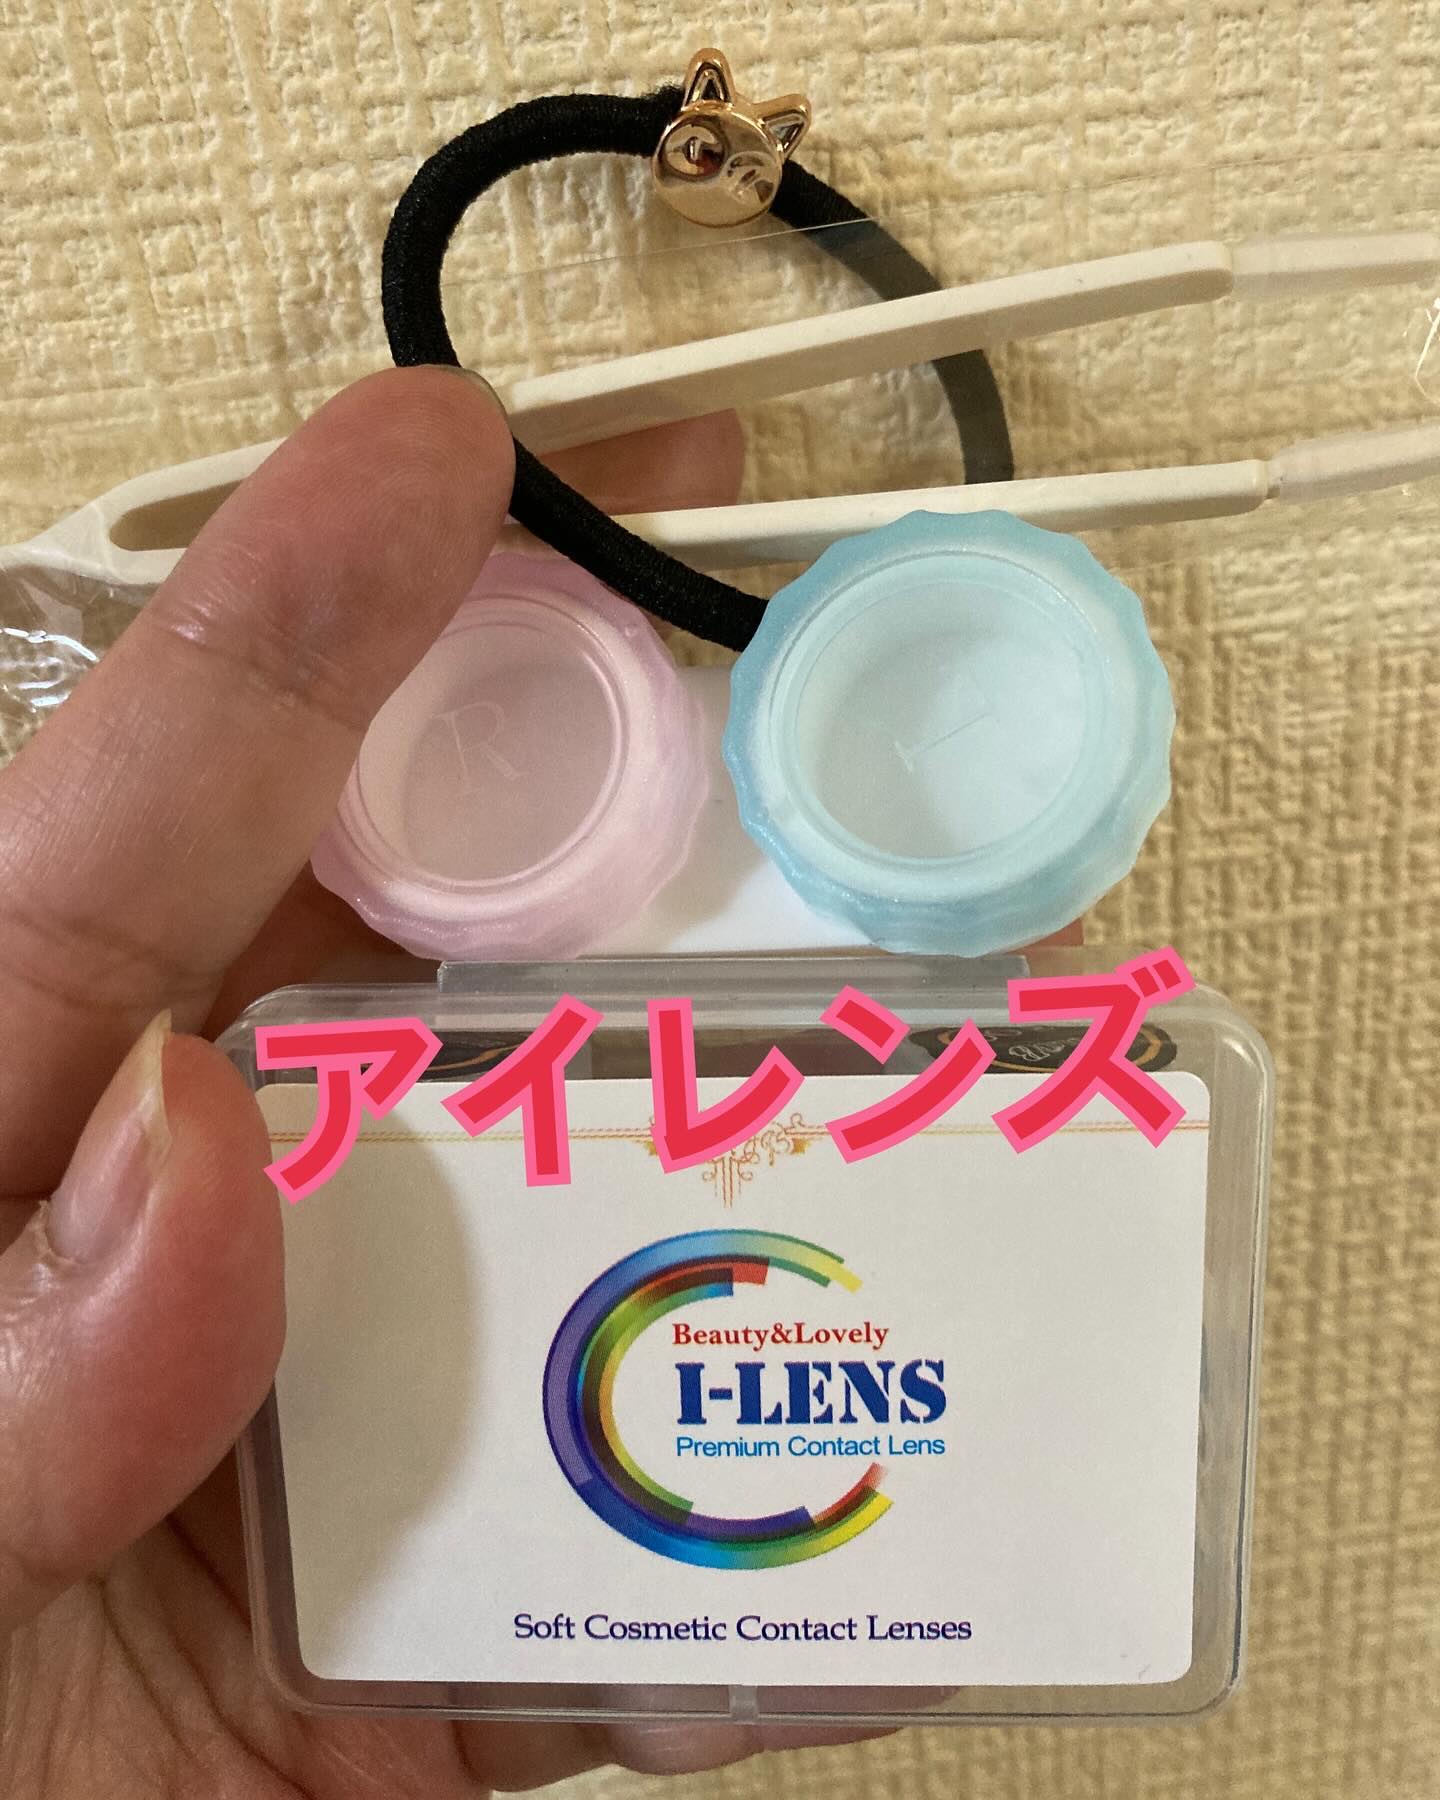 R
L
アイレンズ
Beauty&Lovely
I-LENS
Premium Contact Lens
Soft Cosmetic Contact Lenses